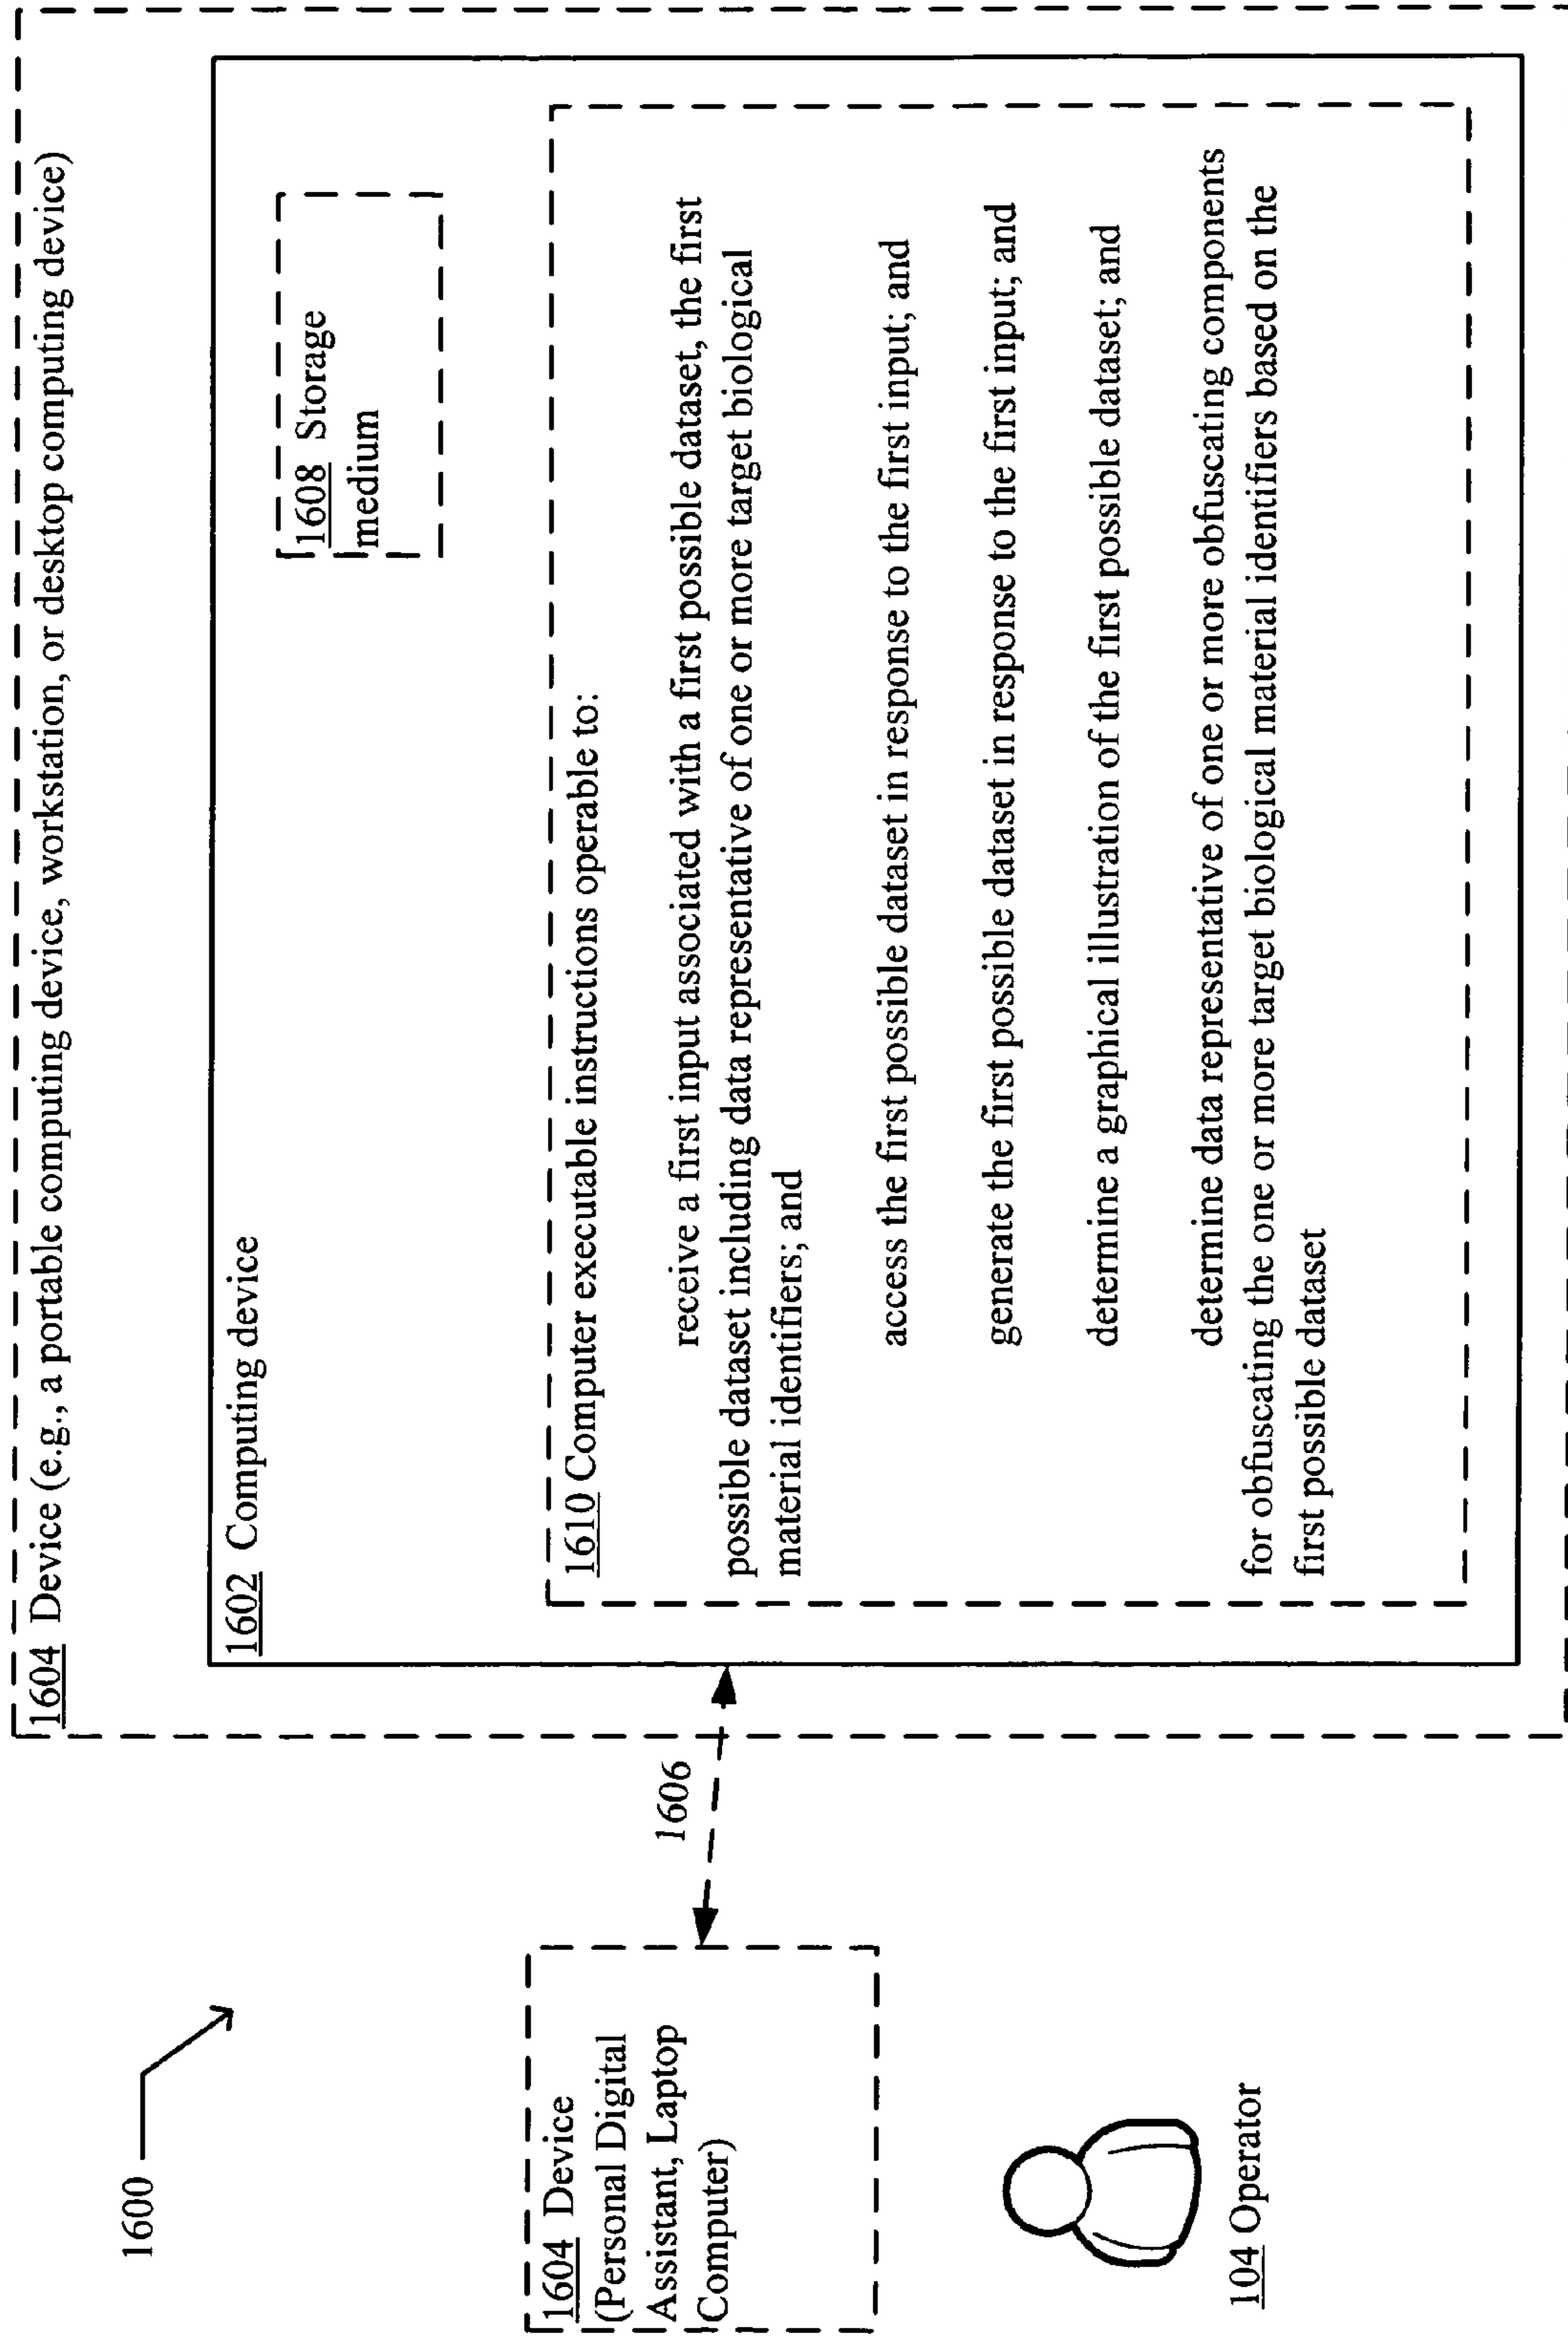 1600
1604 Device (e.g., a portable computing device, workstation, or desktop computing device)
1602 Computing device
1608 Storage
medium
1610 Computer executable instructions operable to:
receive a first input associated with a first possible dataset, the first
possible dataset including data representative of one or more target biological
material identifiers; and
access the first possible dataset in response to the first input; and
generate the first possible dataset in response to the first input; and
determine a graphical illustration of the first possible dataset; and
determine data representative of one or more obfuscating components
for obfuscating the one or more target biological material identifiers based on the
first possible dataset
1606
1604 Device
(Personal Digital
Assistant, Laptop
Computer)
104 Operator